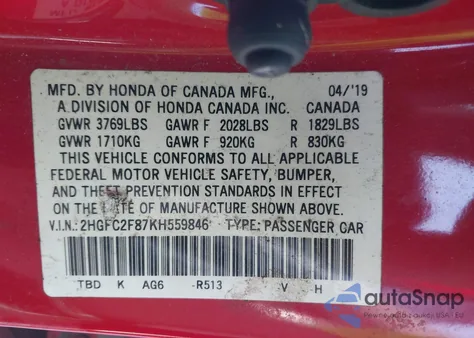 MFD. BY HONDA OF CANADA MFG., 04/'19
A DIVISION OF HONDA CANADA INC. CANADA
GVWR 3769LBS GAWR F 2028LBS R 1829LBS
GVWR 1710KG GAWR F 920KG R 830KG
THIS VEHICLE CONFORMS TO ALL APPLICABLE
FEDERAL MOTOR VEHICLE SAFETY, BUMPER,
AND THEFT PREVENTION STANDARDS IN EFFECT
ON THE DATE OF MANUFACTURE SHOWN ABOVE.
V.I.N.: 2HGFC2F87KH559846 TYPE: PASSENGER CAR
TBD K AG6 -R513 V H
autoSnap